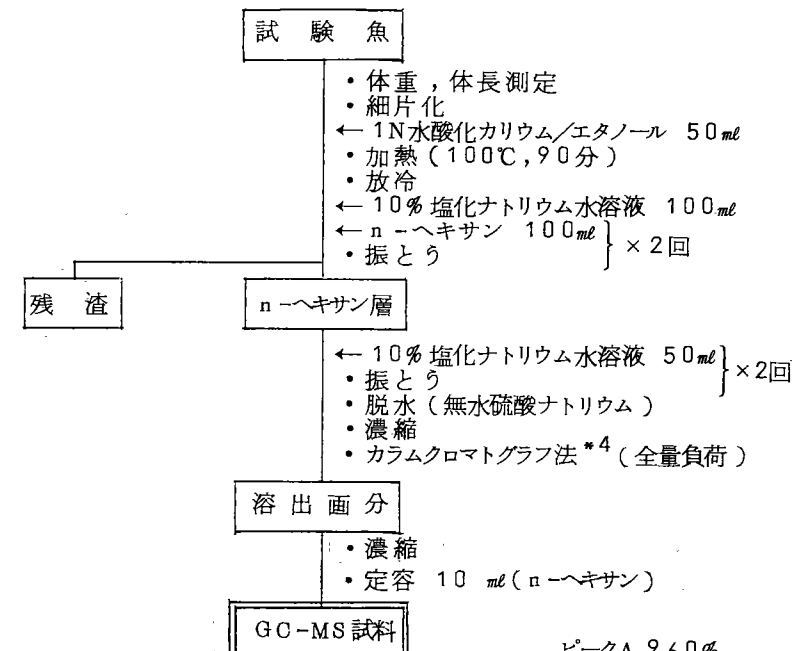 試験魚
・体重，体長測定
・細片化
← 1N水酸化カリウム／エタノール 50㎖
・加熱（100℃，90分）
・放冷
← 10％塩化ナトリウム水溶液 100㎖
← n－ヘキサン 100㎖
・振とう
×2回
残渣
n－ヘキサン層
← 10％塩化ナトリウム水溶液 50㎖
・振とう
×2回
・脱水（無水硫酸ナトリウム）
・濃縮
・カラムクロマトグラフ法*4（全量負荷）
溶出画分
・濃縮
・定容 10 ㎖（n－ヘキサン）
GC－MS試料